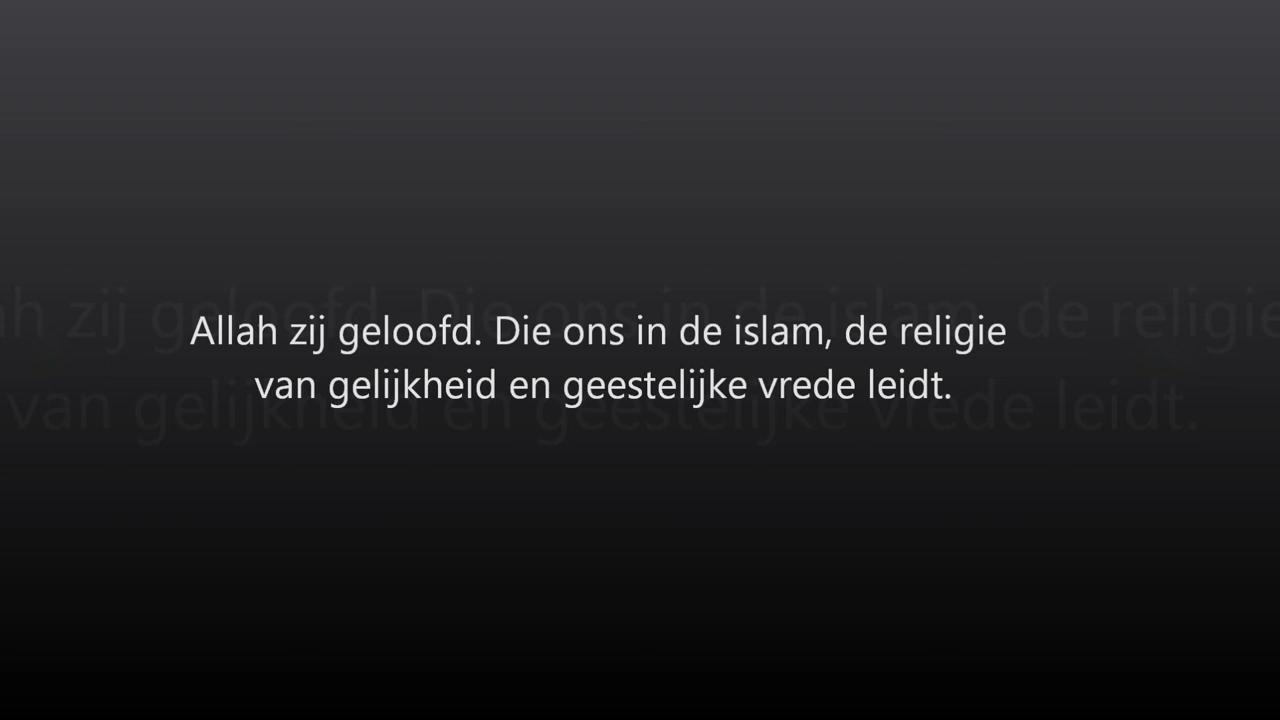 Allah zij geloofd. Die ons in de islam, de religie
van gelijkheid en geestelijke vrede leidt.